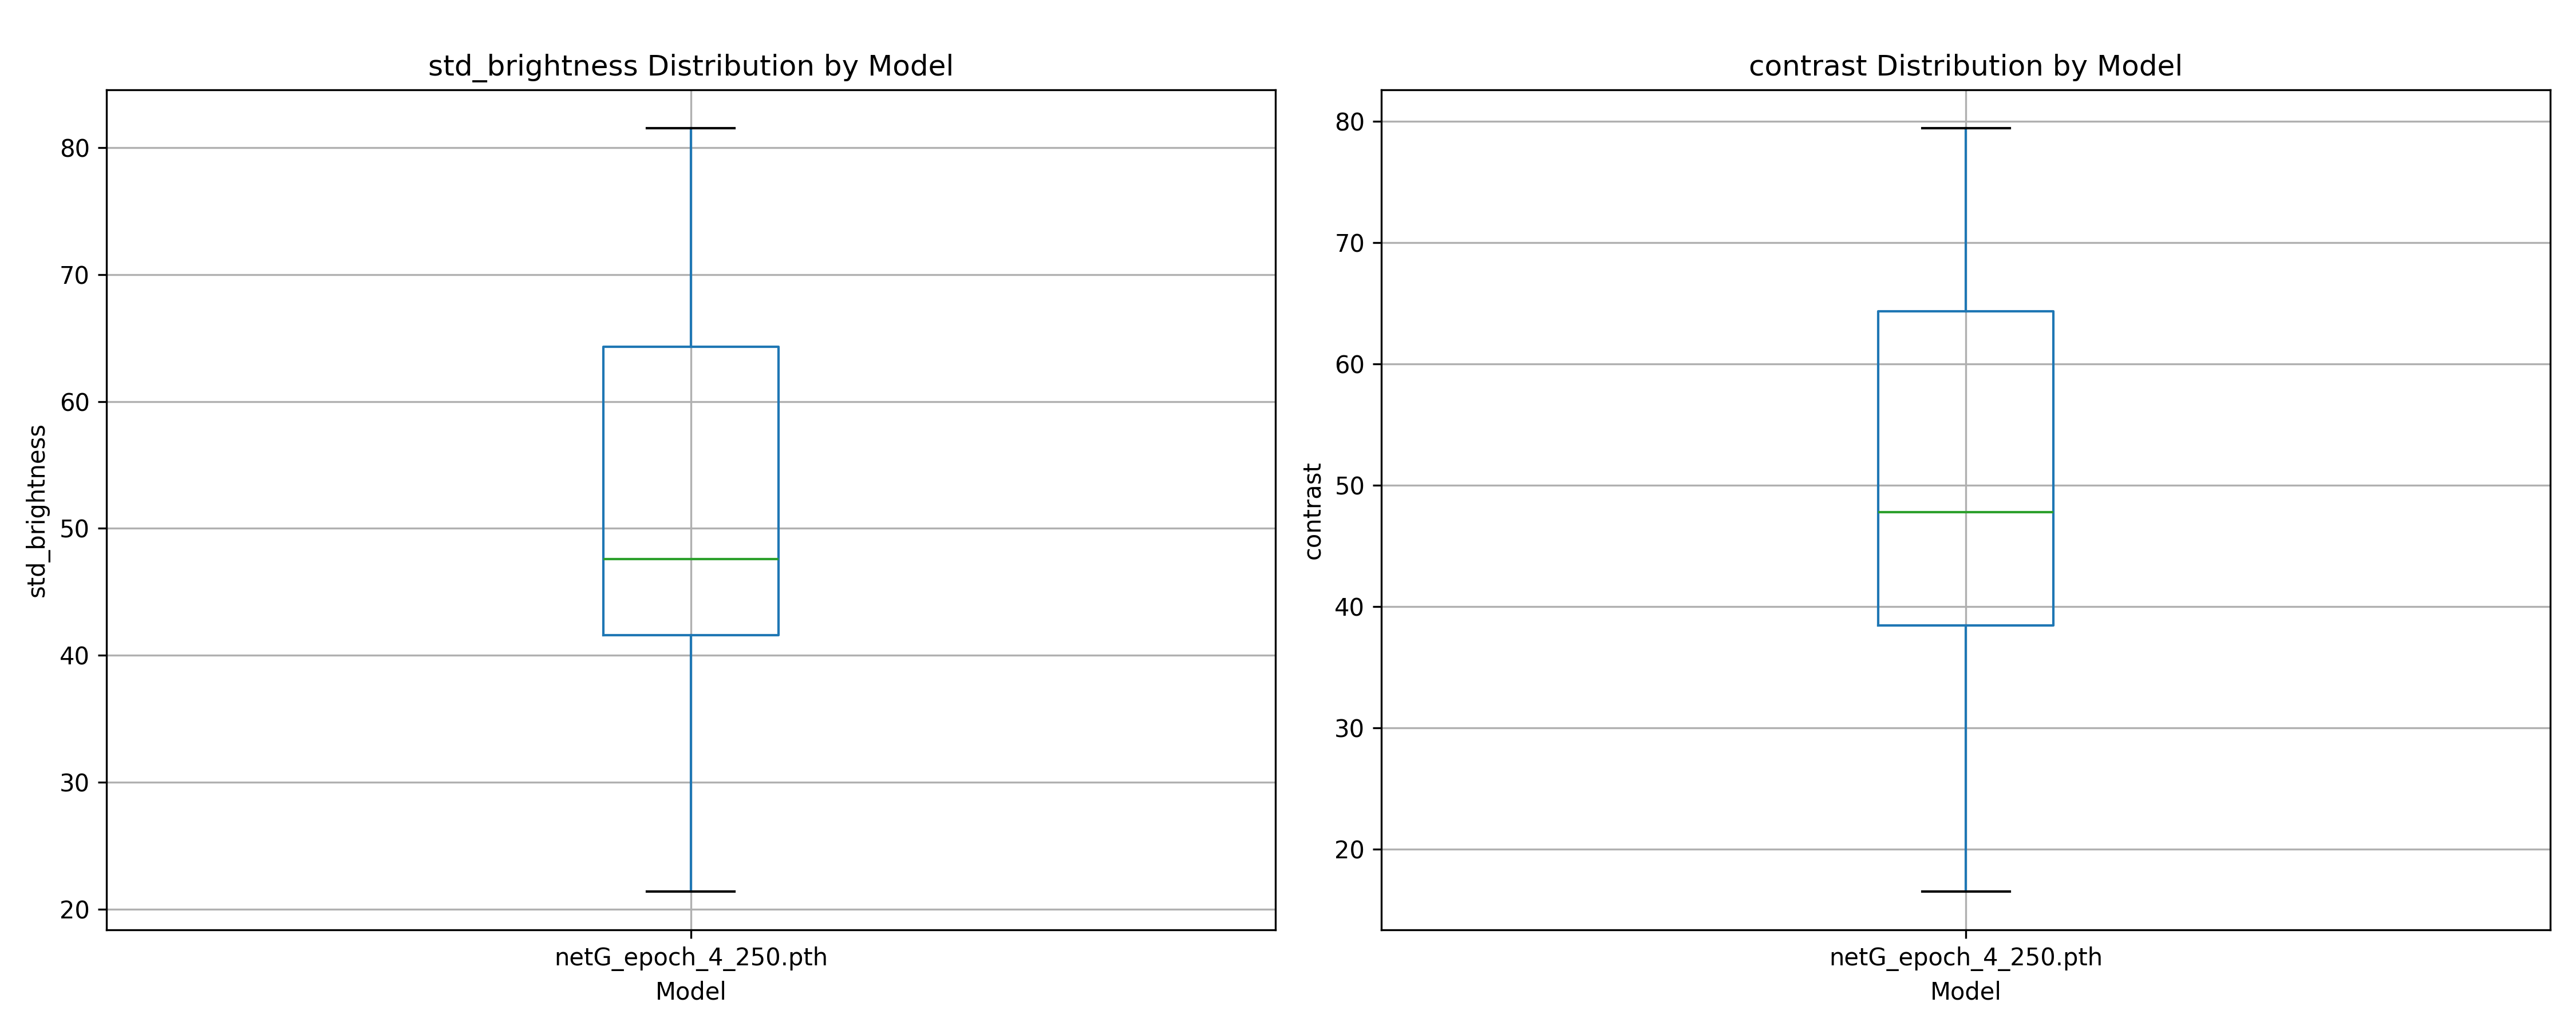 std_brightness Distribution by Model
80
70
60
50
40
30
20
std_brightness
netG_epoch_4_250.pth
Model
contrast Distribution by Model
80
70
60
50
40
30
20
contrast
netG_epoch_4_250.pth
Model